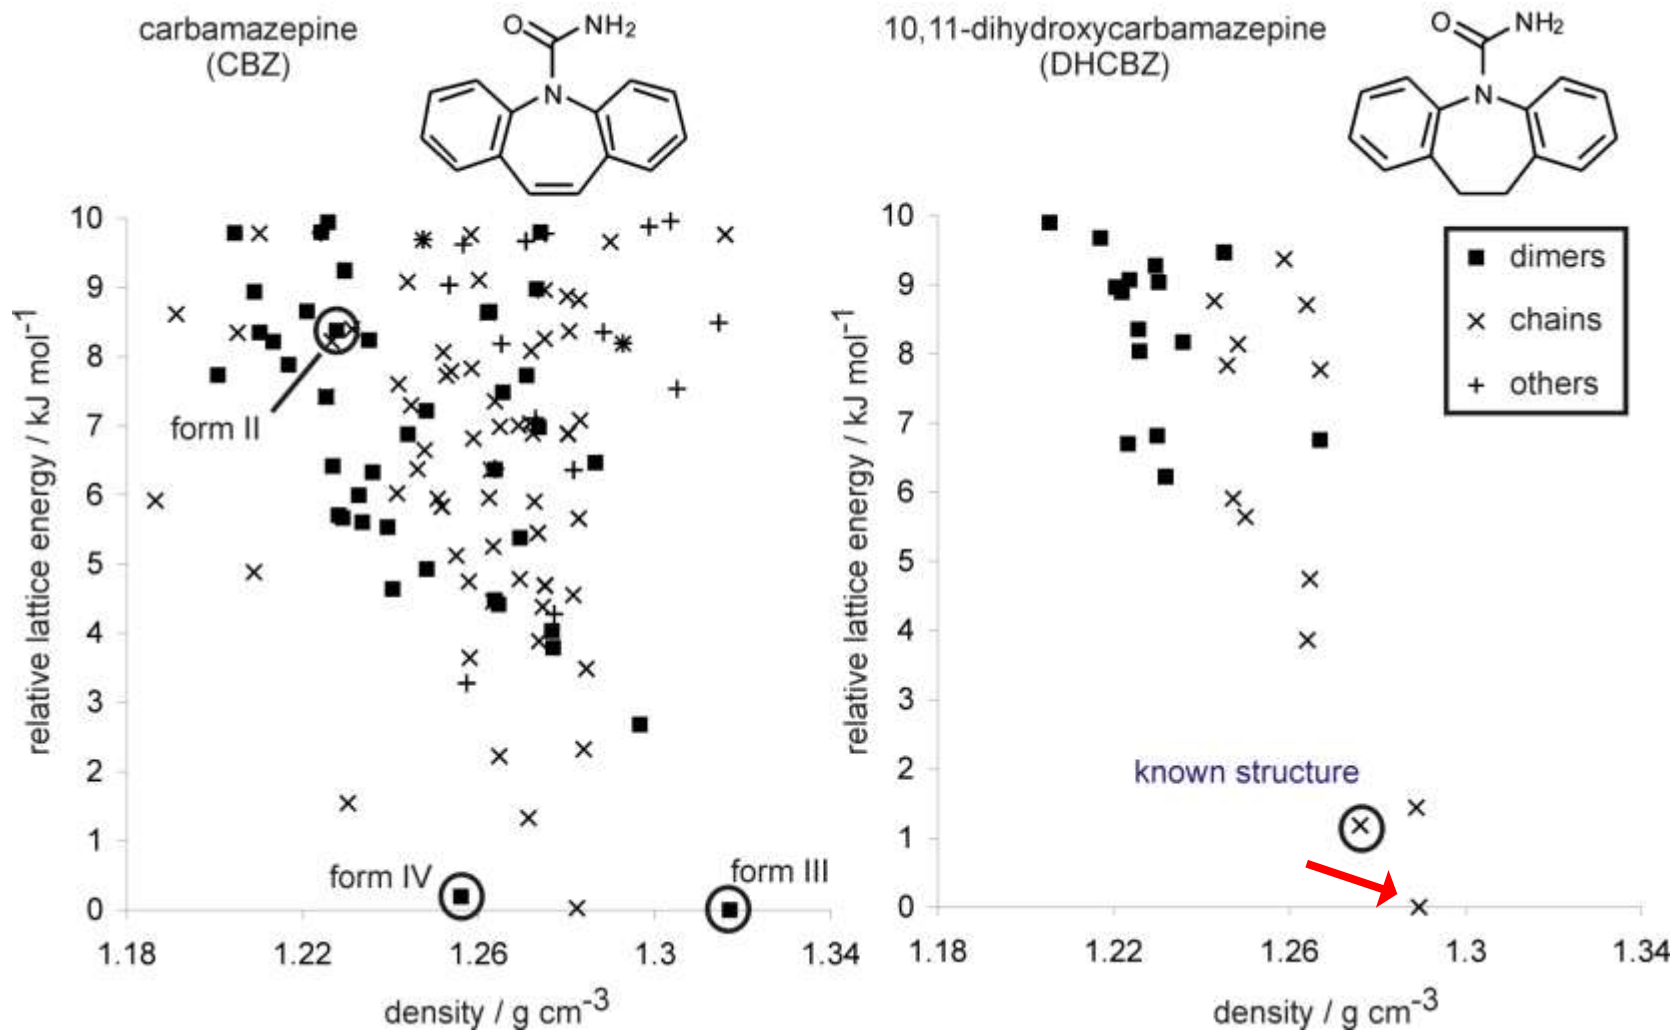 carbamazepine
(CBZ)
O
NH₂
N
10,11-dihydroxycarbamazepine
(DHCBZ)
O
NH₂
N
relative lattice energy / kJ mol⁻¹
10
9
8
7
6
5
4
3
2
1
0
form II
form IV
form III
1.18
1.22
1.26
1.3
1.34
density / g cm⁻³
relative lattice energy / kJ mol⁻¹
10
9
8
7
6
5
4
3
2
1
0
dimers
chains
others
known structure
1.18
1.22
1.26
1.3
1.34
density / g cm⁻³